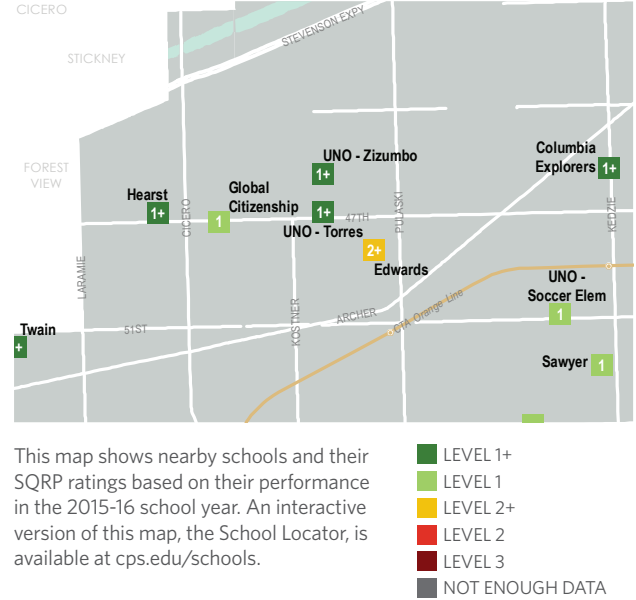 CICERO
STEVENSON EXPY
STICKNEY
FOREST
VIEW
UNO - Zizumbo
1+
Columbia
Explorers
1+
Hearst
1+
Global
Citizenship
1
1+
47TH
UNO - Torres
CICERO
PULASKI
KEDZIE
2+
Edwards
LARAMIE
UNO -
Soccer Elem
1
KOSTNER
ARCHER
CTA Orange Line
51ST
Twain
+
Sawyer
1
This map shows nearby schools and their
SQRP ratings based on their performance
in the 2015-16 school year. An interactive
version of this map, the School Locator, is
available at cps.edu/schools.
LEVEL 1+
LEVEL 1
LEVEL 2+
LEVEL 2
LEVEL 3
NOT ENOUGH DATA